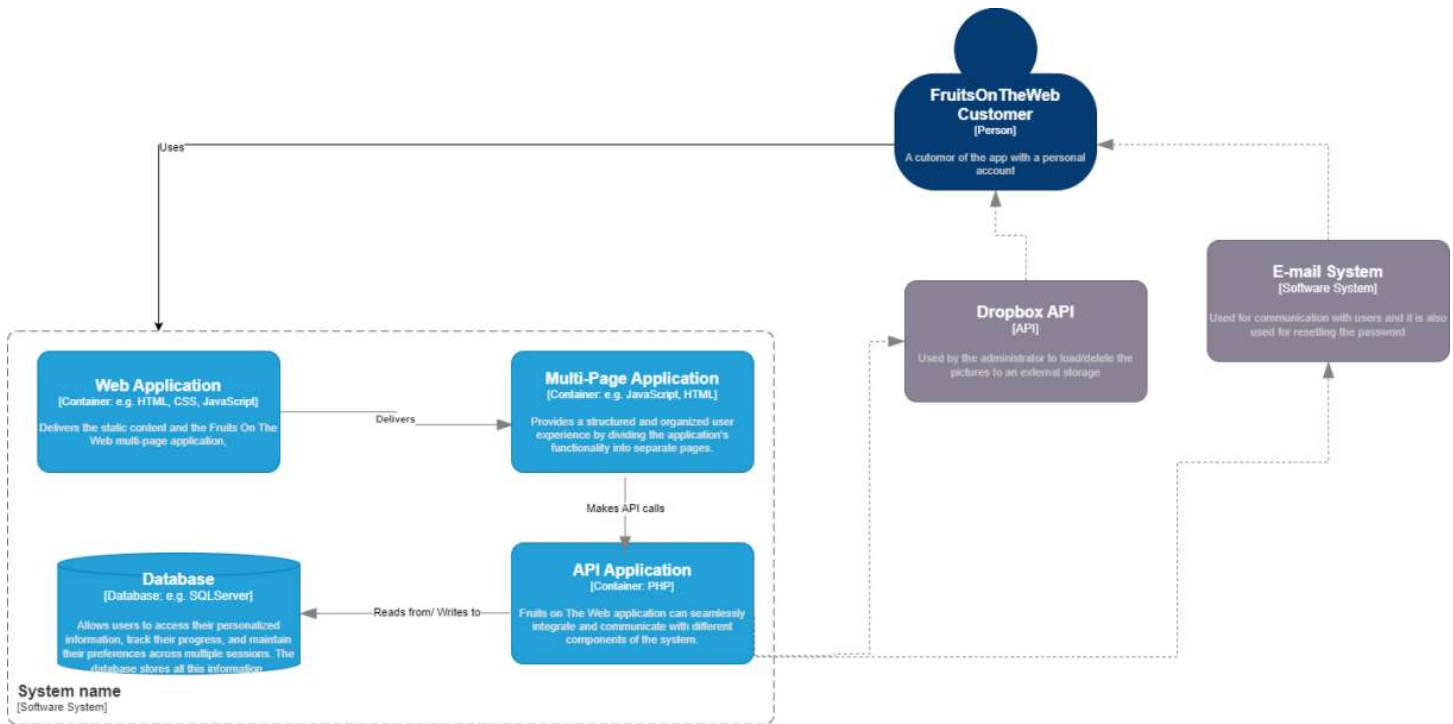 FruitsOnTheWeb
Customer
[Person]
A cutomor of the app with a personal
account
Uses
E-mail System
[Software System]
Used for communication with users and it is also
used for resetting the password
Dropbox API
[API]
Used by the administrator to load/delete the
pictures to an external storage
Web Application
[Container: e.g. HTML, CSS, JavaScript]
Delivers the static content and the Fruits On The
Web multi-page application,
Delivers
Multi-Page Application
[Container: e.g. JavaScript, HTML]
Provides a structured and organized user
experience by dividing the application's
functionality into separate pages.
Makes API calls
Database
[Database: e.g. SQLServer]
Allows users to access their personalized
information, track their progress, and maintain
their preferences across multiple sessions. The
database stores all this information
Reads from/ Writes to
API Application
[Container: PHP]
Fruits on The Web application can seamlessly
integrate and communicate with different
components of the system.
System name
[Software System]